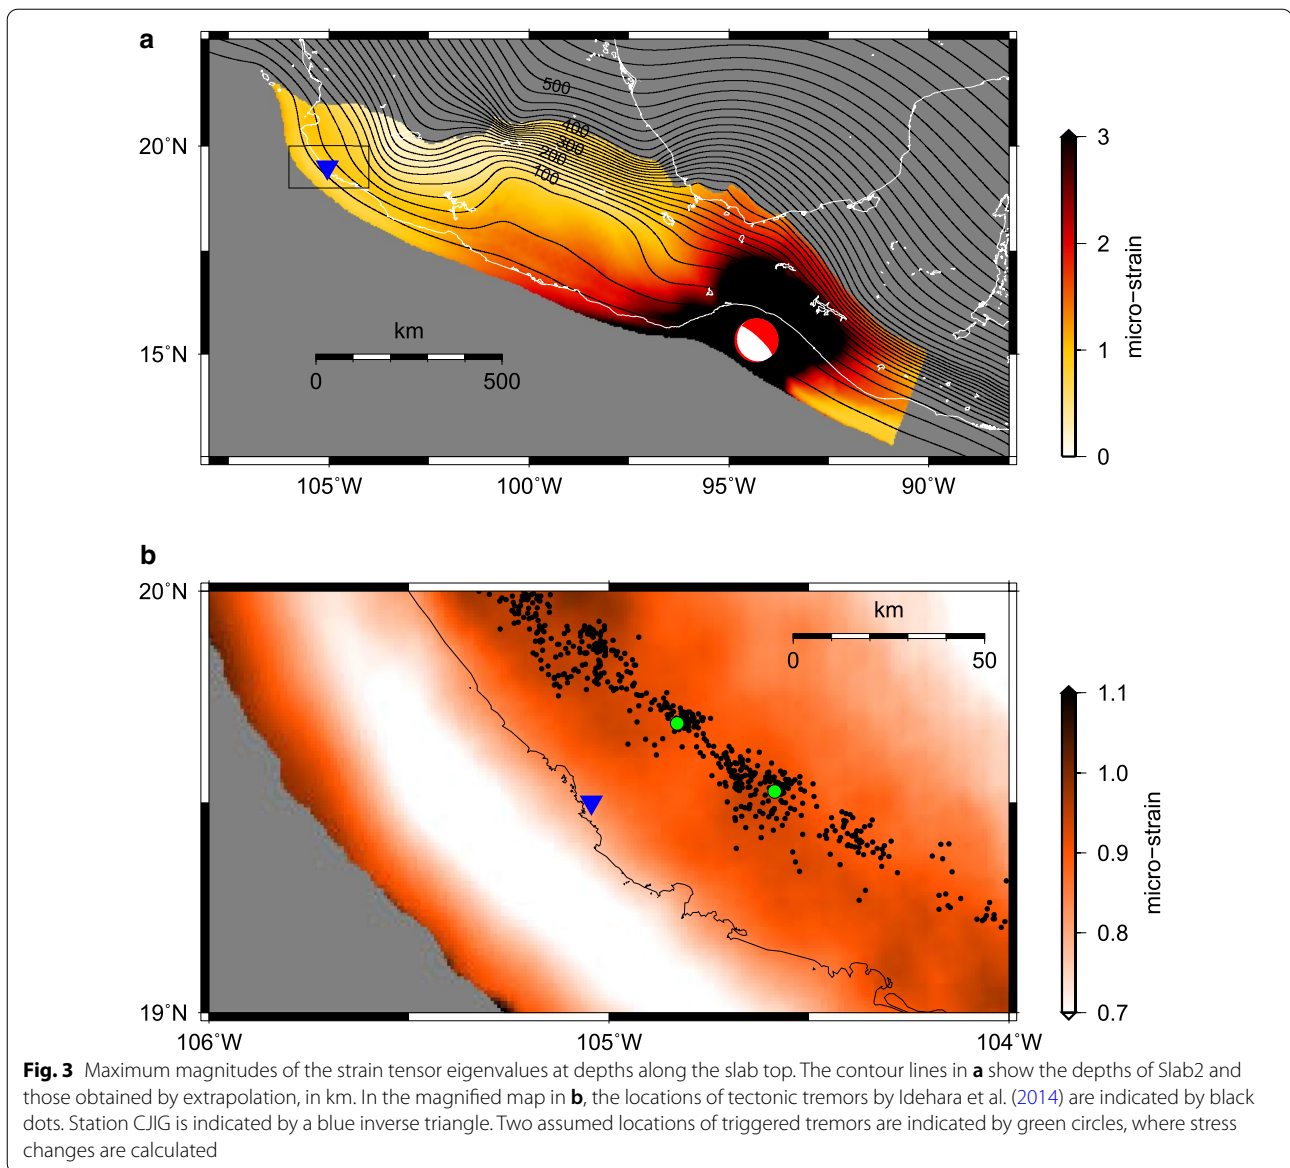 a
500
400
300
200
100
20°N
15°N
km
0 500
105°W 100°W 95°W 90°W
3
2
1
0
micro−strain
b
20°N
19°N
km
0 50
106°W 105°W 104°W
1.1
1.0
0.9
0.8
0.7
micro−strain
Fig. 3 Maximum magnitudes of the strain tensor eigenvalues at depths along the slab top. The contour lines in a show the depths of Slab2 and
those obtained by extrapolation, in km. In the magnified map in b, the locations of tectonic tremors by Idehara et al. (2014) are indicated by black
dots. Station CJIG is indicated by a blue inverse triangle. Two assumed locations of triggered tremors are indicated by green circles, where stress
changes are calculated